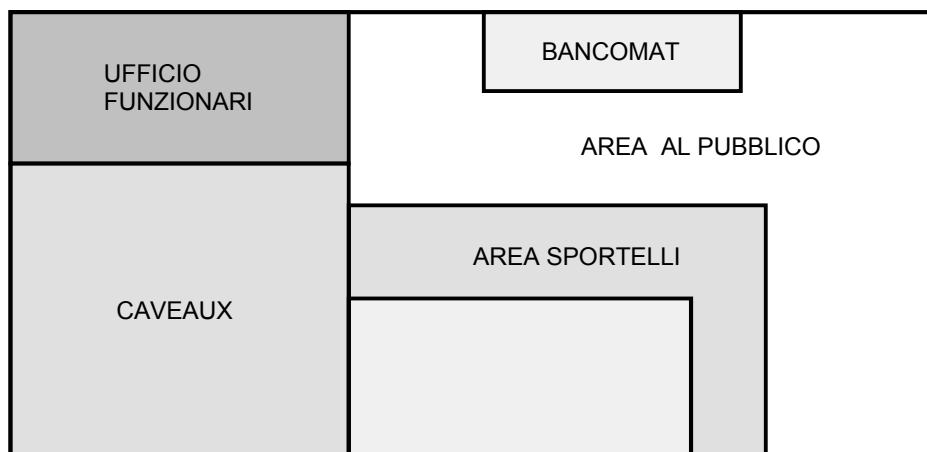 UFFICIO
FUNZIONARI
BANCOMAT
AREA AL PUBBLICO
AREA SPORTELLI
CAVEAUX